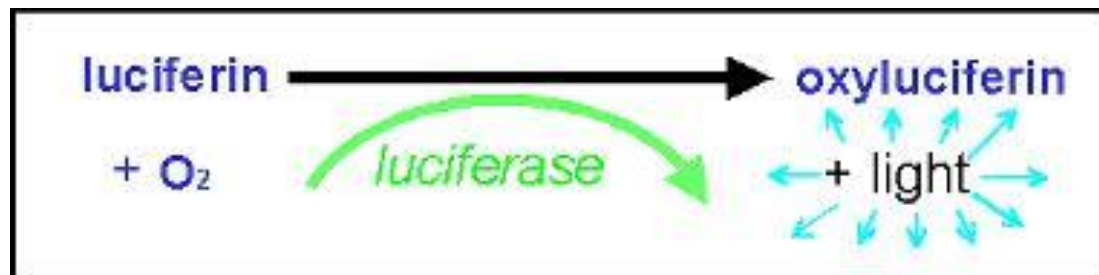 luciferin oxyluciferin
+ O₂ luciferase + light